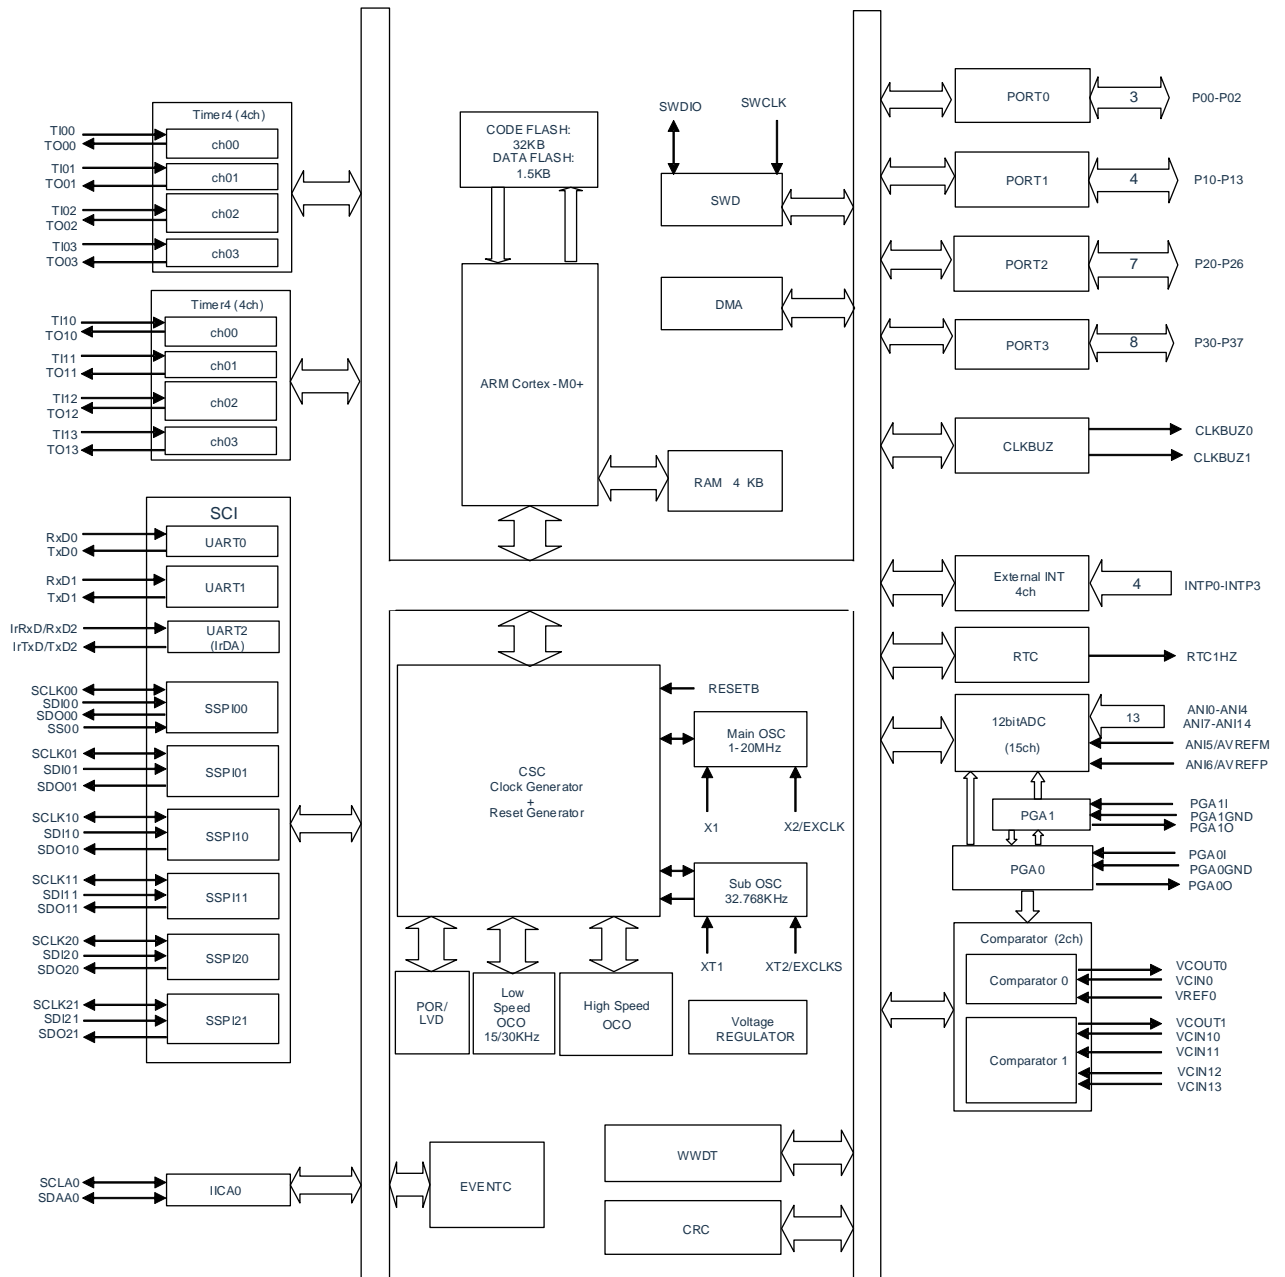 Timer4 (4ch)
TI00
TO00
ch00
TI01
TO01
ch01
TI02
TO02
ch02
TI03
TO03
ch03
Timer4 (4ch)
TI10
TO10
ch00
TI11
TO11
ch01
TI12
TO12
ch02
TI13
TO13
ch03
SCI
RxD0
TxD0
UART0
RxD1
TxD1
UART1
IrRxD/RxD2
IrTxD/TxD2
UART2
(IrDA)
SCLK00
SDI00
SDO00
SS00
SSPI00
SCLK01
SDI01
SDO01
SSPI01
SCLK10
SDI10
SDO10
SSPI10
SCLK11
SDI11
SDO11
SSPI11
SCLK20
SDI20
SDO20
SSPI20
SCLK21
SDI21
SDO21
SSPI21
SCLA0
SDAA0
IICA0
CODE FLASH:
32KB
DATA FLASH:
1.5KB
SWDIO
SWCLK
SWD
DMA
ARM Cortex-M0+
RAM 4 KB
CSC
Clock Generator
+
Reset Generator
RESETB
Main OSC
1-20MHz
X1
X2/EXCLK
Sub OSC
32.768KHz
XT1
XT2/EXCLKS
POR/
LVD
Low
Speed
OCO
15/30KHz
High Speed
OCO
Voltage
REGULATOR
EVENTC
WWDT
CRC
PORT0
3
P00-P02
PORT1
4
P10-P13
PORT2
7
P20-P26
PORT3
8
P30-P37
CLKBUZ
CLKBUZ0
CLKBUZ1
External INT
4ch
4
INTP0-INTP3
RTC
RTC1HZ
12bitADC
(15ch)
13
ANI0-ANI4
ANI7-ANI14
ANI5/AVREFM
ANI6/AVREFP
PGA1
PGA1I
PGA1GND
PGA1O
PGA0
PGA0I
PGA0GND
PGA0O
Comparator (2ch)
Comparator 0
VCOUT0
VCIN0
VREF0
Comparator 1
VCOUT1
VCIN10
VCIN11
VCIN12
VCIN13